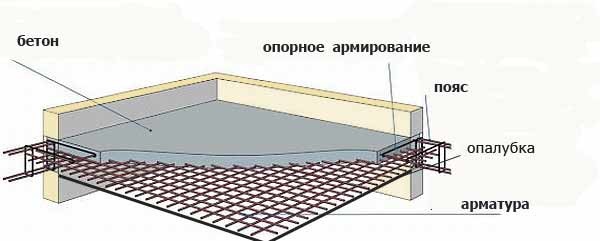 бетон
опорное армирование
пояс
опалубка
арматура